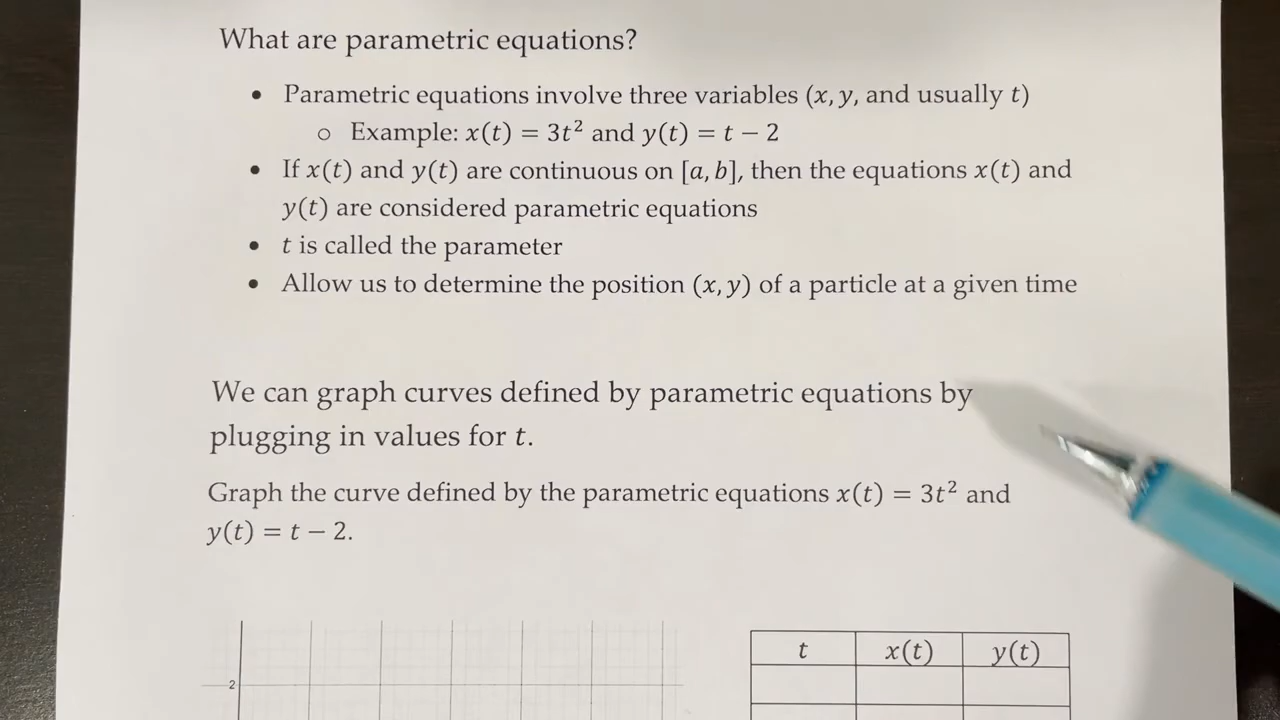 What are parametric equations?
• Parametric equations involve three variables (x, y, and usually t)
o Example: x(t) = 3t² and y(t) = t − 2
• If x(t) and y(t) are continuous on [a, b], then the equations x(t) and
y(t) are considered parametric equations
• t is called the parameter
• Allow us to determine the position (x, y) of a particle at a given time
We can graph curves defined by parametric equations by
plugging in values for t.
Graph the curve defined by the parametric equations x(t) = 3t² and
y(t) = t − 2.
t x(t) y(t)
2